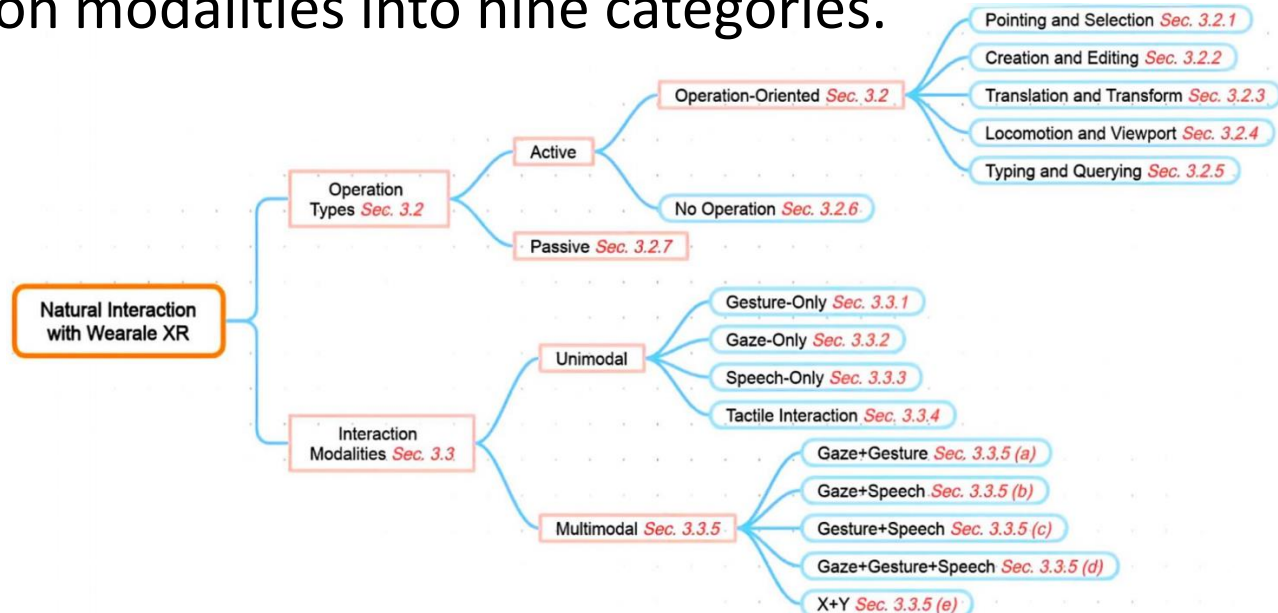 on modalities into nine categories.
Pointing and Selection Sec. 3.2.1
Creation and Editing Sec. 3.2.2
Operation-Oriented Sec. 3.2
Translation and Transform Sec. 3.2.3
Locomotion and Viewport Sec. 3.2.4
Active
Typing and Querying Sec. 3.2.5
Operation
Types Sec. 3.2
No Operation Sec. 3.2.6
Passive Sec. 3.2.7
Natural Interaction
with Wearale XR
Gesture-Only Sec. 3.3.1
Gaze-Only Sec. 3.3.2
Unimodal
Speech-Only Sec. 3.3.3
Tactile Interaction Sec. 3.3.4
Interaction
Modalities Sec. 3.3
Gaze+Gesture Sec. 3.3.5 (a)
Gaze+Speech Sec. 3.3.5 (b)
Multimodal Sec. 3.3.5
Gesture+Speech Sec. 3.3.5 (c)
Gaze+Gesture+Speech Sec. 3.3.5 (d)
X+Y Sec. 3.3.5 (e)